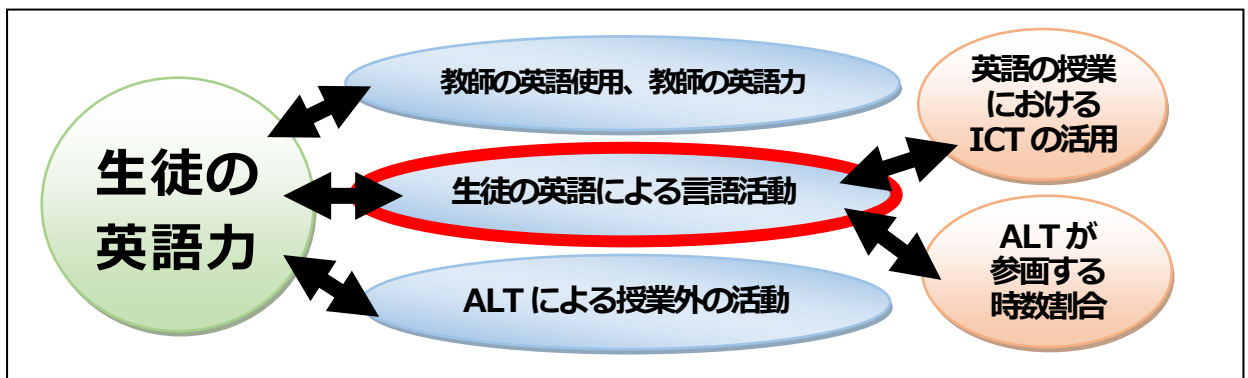 生徒の
英語力
教師の英語使用、教師の英語力
生徒の英語による言語活動
ALT による授業外の活動
英語の授業
における
ICT の活用
ALT が
参画する
時数割合